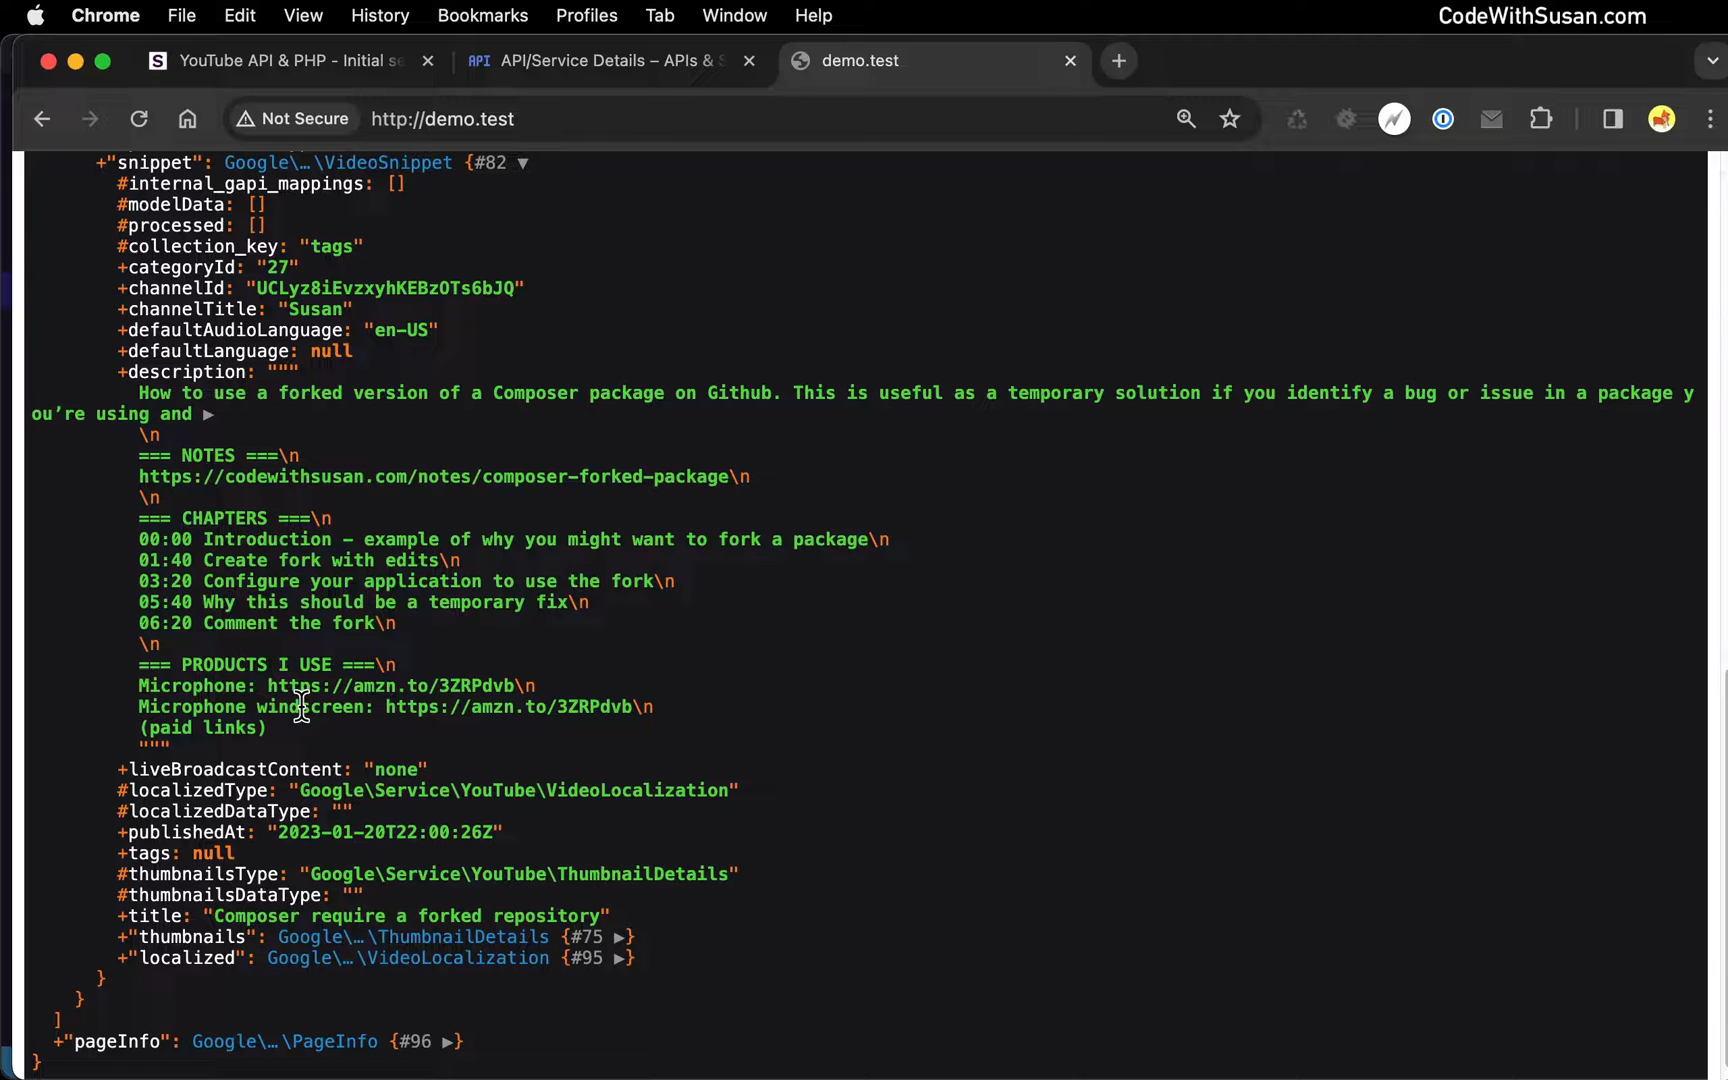 Chrome File Edit View History Bookmarks Profiles Tab Window Help CodeWithSusan.com
YouTube API & PHP - Initial se API API/Service Details – APIs & S demo.test
Not Secure http://demo.test
+"snippet": Google\…\VideoSnippet {#82 ▼
#internal_gapi_mappings: []
#modelData: []
#processed: []
#collection_key: "tags"
+categoryId: "27"
+channelId: "UCLyz8iEvzxyhKEBzOTs6bJQ"
+channelTitle: "Susan"
+defaultAudioLanguage: "en-US"
+defaultLanguage: null
+description: """
How to use a forked version of a Composer package on Github. This is useful as a temporary solution if you identify a bug or issue in a package y
ou’re using and ▶
\n
=== NOTES ===\n
https://codewithsusan.com/notes/composer-forked-package\n
\n
=== CHAPTERS ===\n
00:00 Introduction – example of why you might want to fork a package\n
01:40 Create fork with edits\n
03:20 Configure your application to use the fork\n
05:40 Why this should be a temporary fix\n
06:20 Comment the fork\n
\n
=== PRODUCTS I USE ===\n
Microphone: https://amzn.to/3ZRPdvb\n
Microphone windscreen: https://amzn.to/3ZRPdvb\n
(paid links)
"""
+liveBroadcastContent: "none"
#localizedType: "Google\Service\YouTube\VideoLocalization"
#localizedDataType: ""
+publishedAt: "2023-01-20T22:00:26Z"
+tags: null
#thumbnailsType: "Google\Service\YouTube\ThumbnailDetails"
#thumbnailsDataType: ""
+title: "Composer require a forked repository"
+"thumbnails": Google\…\ThumbnailDetails {#75 ▶}
+"localized": Google\…\VideoLocalization {#95 ▶}
}
}
]
+"pageInfo": Google\…\PageInfo {#96 ▶}
}